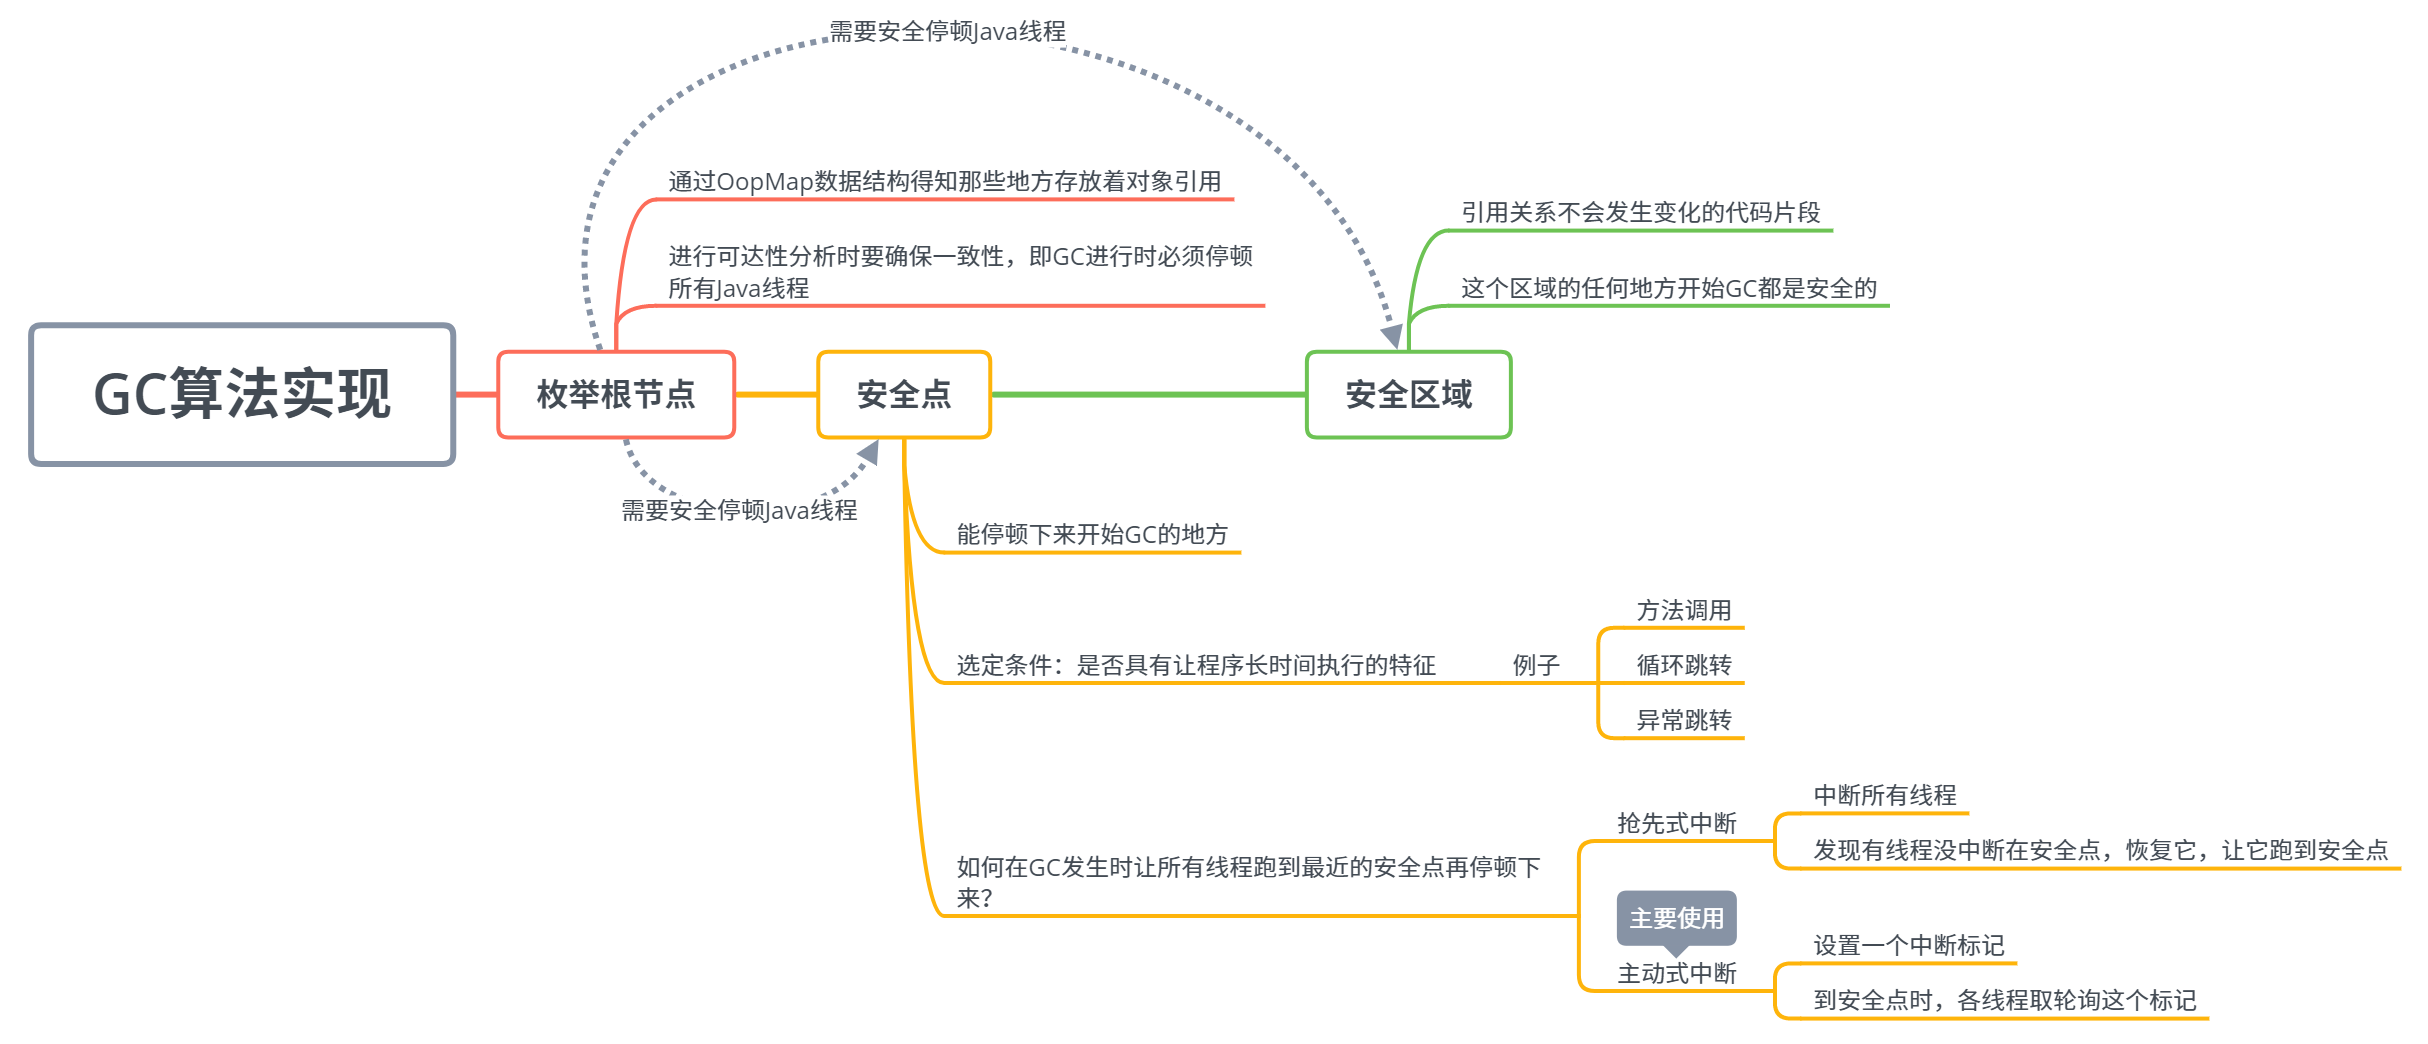 需要安全停顿Java线程
通过OopMap数据结构得知那些地方存放着对象引用
进行可达性分析时要确保一致性，即GC进行时必须停顿
所有Java线程
引用关系不会发生变化的代码片段
这个区域的任何地方开始GC都是安全的
GC算法实现
枚举根节点
安全点
安全区域
需要安全停顿Java线程
能停顿下来开始GC的地方
选定条件：是否具有让程序长时间执行的特征
例子
方法调用
循环跳转
异常跳转
如何在GC发生时让所有线程跑到最近的安全点再停顿下
来？
抢先式中断
中断所有线程
发现有线程没中断在安全点，恢复它，让它跑到安全点
主要使用
主动式中断
设置一个中断标记
到安全点时，各线程取轮询这个标记